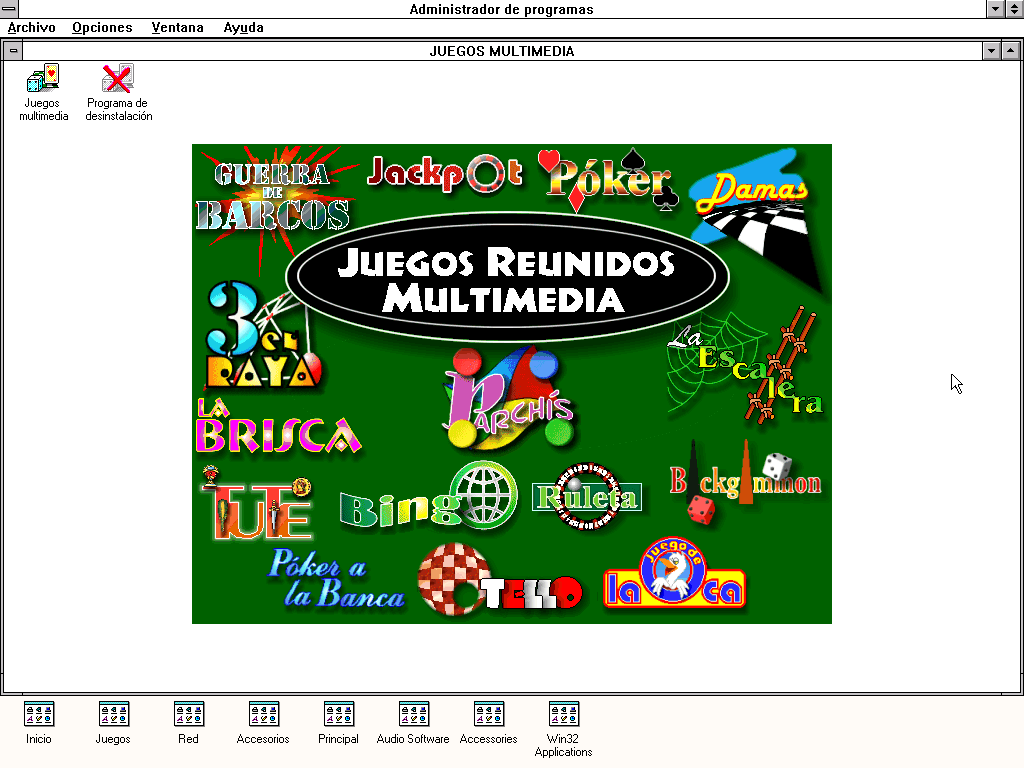 Administrador de programas
Archivo Opciones Ventana Ayuda
JUEGOS MULTIMEDIA
Juegos
multimedia
Programa de
desinstalación
GUERRA
DE
BARCOS
Jackpot
Póker
Damas
JUEGOS REUNIDOS
MULTIMEDIA
3
en
RAYA
La
Escalera
PARCHÍS
LA
BRISCA
TUTE
Bingo
Ruleta
Backgammon
Póker a
la Banca
OTELLO
Juego de
la Oca
Inicio
Juegos
Red
Accesorios
Principal
Audio Software
Accessories
Win32
Applications